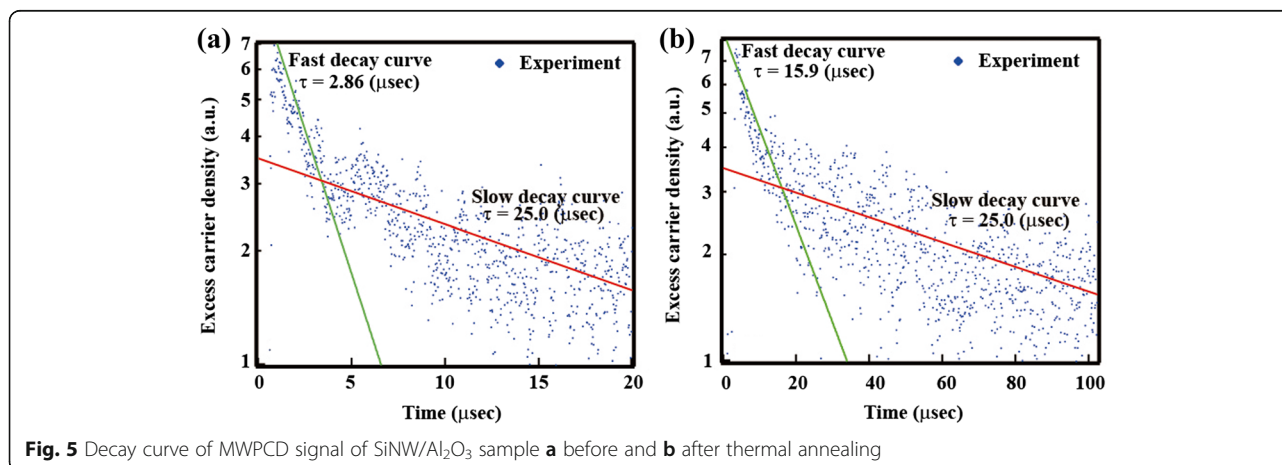 (a)
7
6
5
4
3
2
1
Excess carrier density (a.u.)
Fast decay curve
τ = 2.86 (μsec)
Experiment
Slow decay curve
τ = 25.0 (μsec)
0 5 10 15 20
Time (μsec)
(b)
7
6
5
4
3
2
1
Excess carrier density (a.u.)
Fast decay curve
τ = 15.9 (μsec)
Experiment
Slow decay curve
τ = 25.0 (μsec)
0 20 40 60 80 100
Time (μsec)
Fig. 5 Decay curve of MWPCD signal of SiNW/Al₂O₃ sample a before and b after thermal annealing